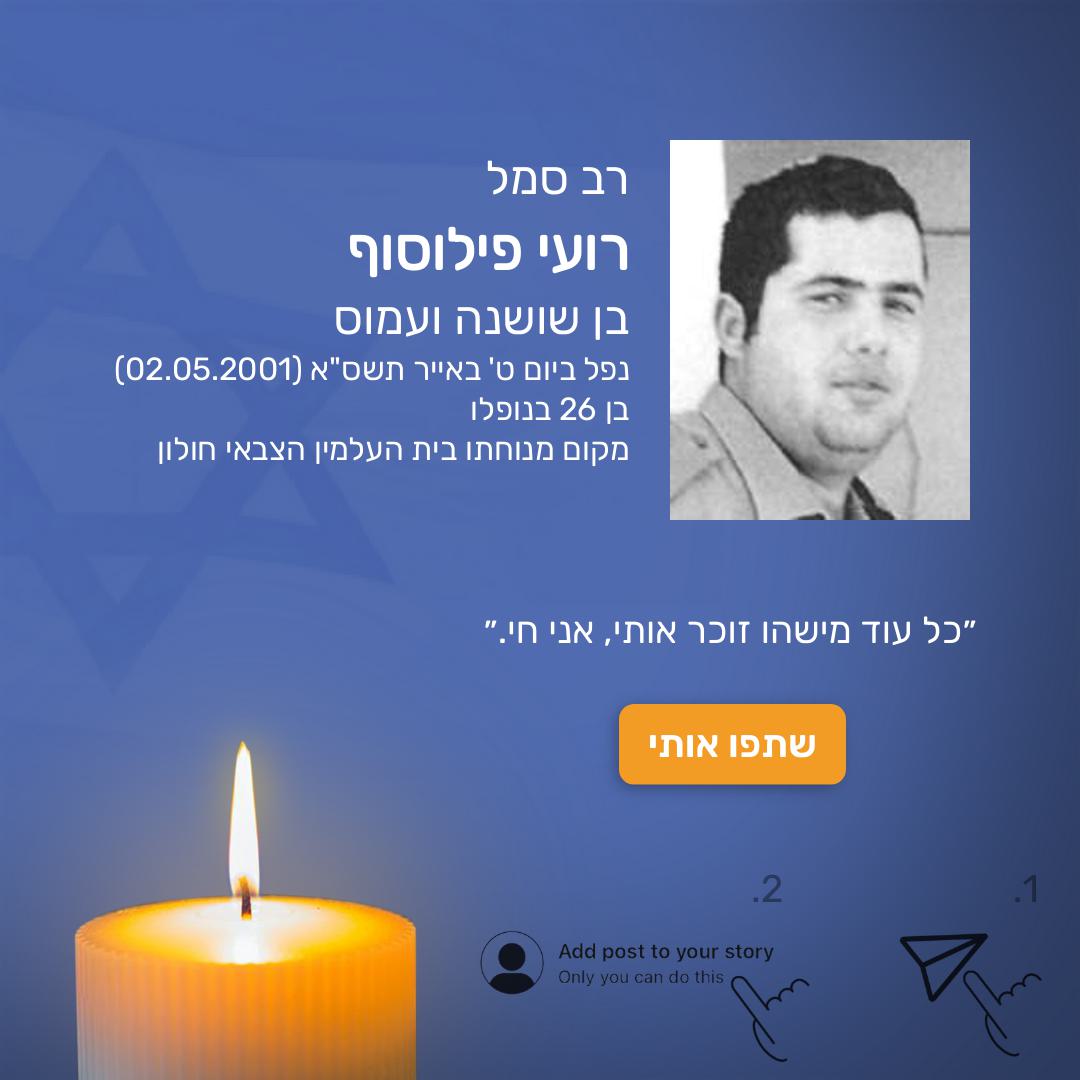 רב סמל
רועי פילוסוף
בן שושנה ועמוס
נפל ביום ט' באייר תשס"א (02.05.2001)
בן 26 בנופלו
מקום מנוחתו בית העלמין הצבאי חולון
״כל עוד מישהו זוכר אותי, אני חי.״
שתפו אותי
1.
2.
Add post to your story
Only you can do this